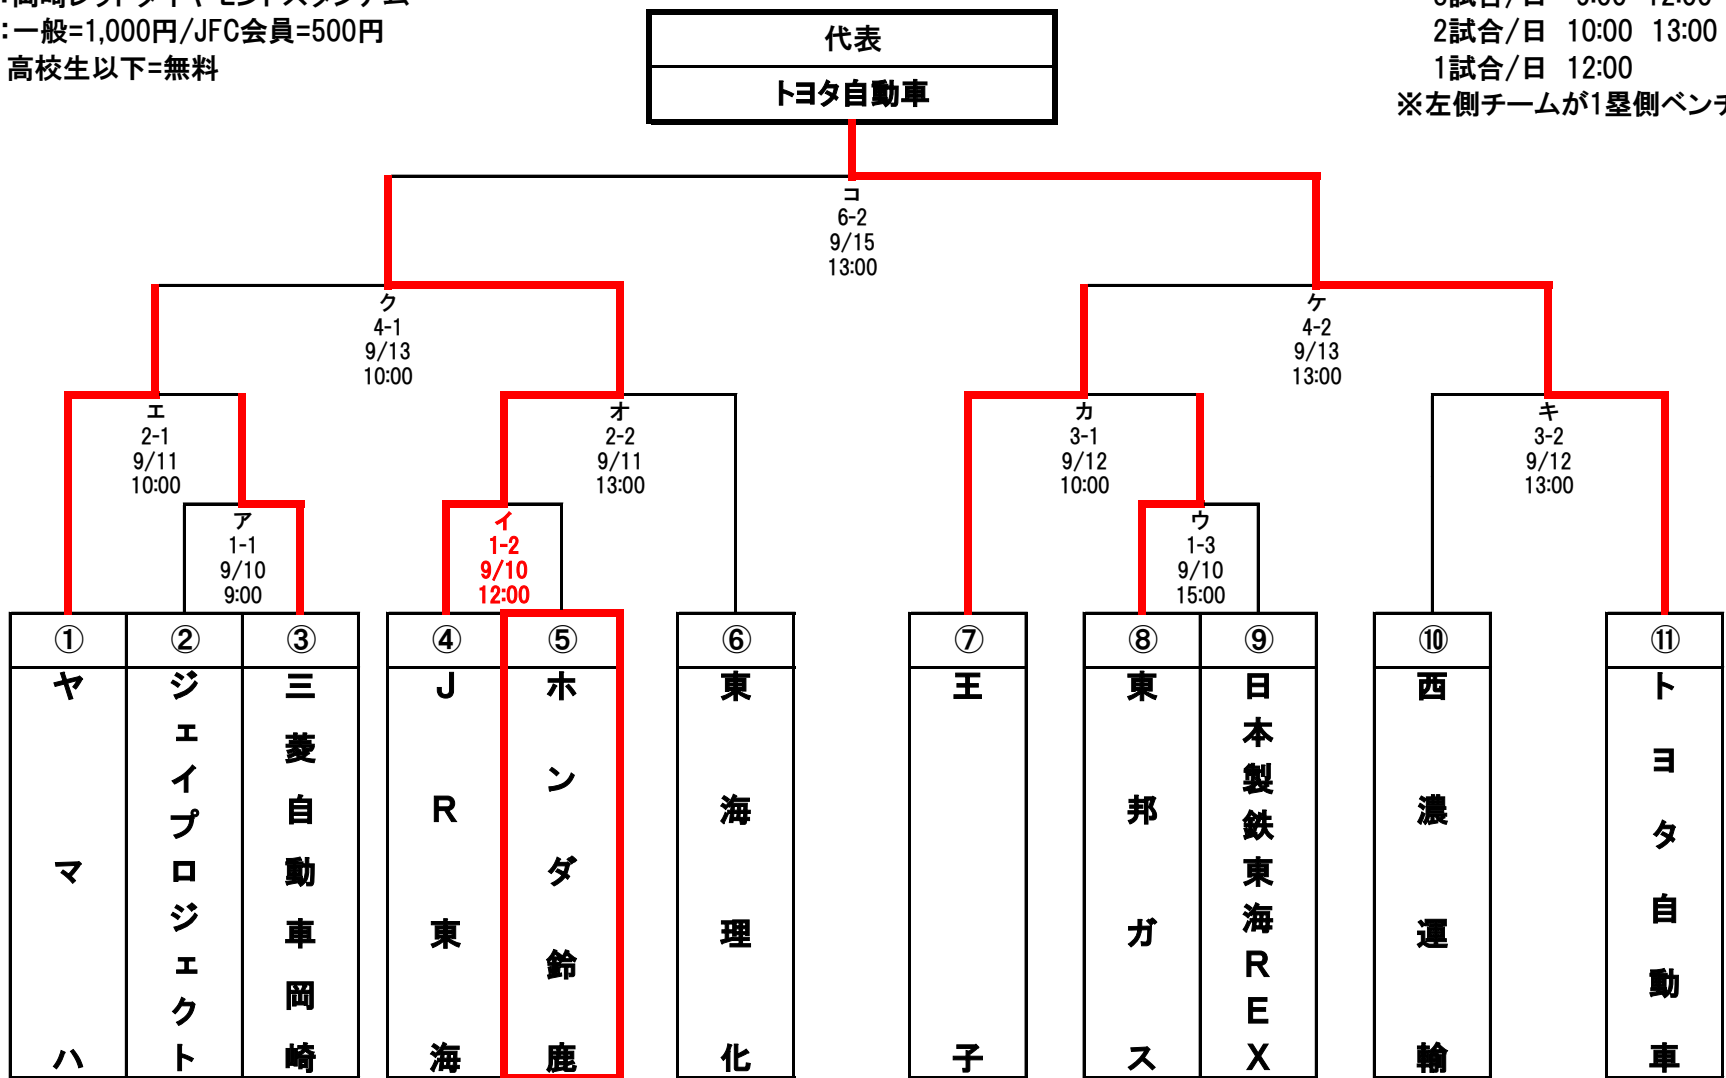 :一般=1,000円/JFC会員=500円
高校生以下=無料
2試合/日 10:00 13:00
1試合/日 12:00
※左側チームが1塁側ベンチ
代表
トヨタ自動車
コ
6-2
9/15
13:00
ク
4-1
9/13
10:00
ケ
4-2
9/13
13:00
エ
2-1
9/11
10:00
オ
2-2
9/11
13:00
カ
3-1
9/12
10:00
キ
3-2
9/12
13:00
ア
1-1
9/10
9:00
イ
1-2
9/10
12:00
ウ
1-3
9/10
15:00
①
ヤマハ
②
ジェイプロジェクト
③
三菱自動車岡崎
④
JR東海
⑤
ホンダ鈴鹿
⑥
東海理化
⑦
王子
⑧
東邦ガス
⑨
日本製鉄東海REX
⑩
西濃運輸
⑪
トヨタ自動車